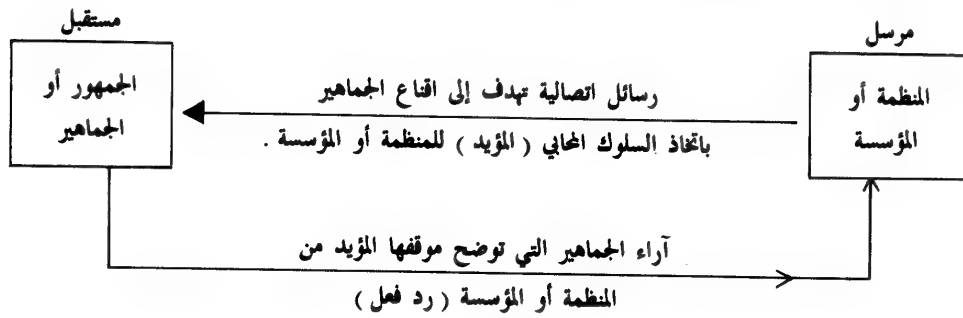 مرسل
المنظمة أو
المؤسسة
مستقبل
الجمهور أو
الجماهير
رسائل اتصالية تهدف إلى اقناع الجماهير
باتخاذ السلوك المحابي ( المؤيد ) للمنظمة أو المؤسسة .
آراء الجماهير التي توضح موقفها المؤيد من
المنظمة أو المؤسسة ( رد فعل )